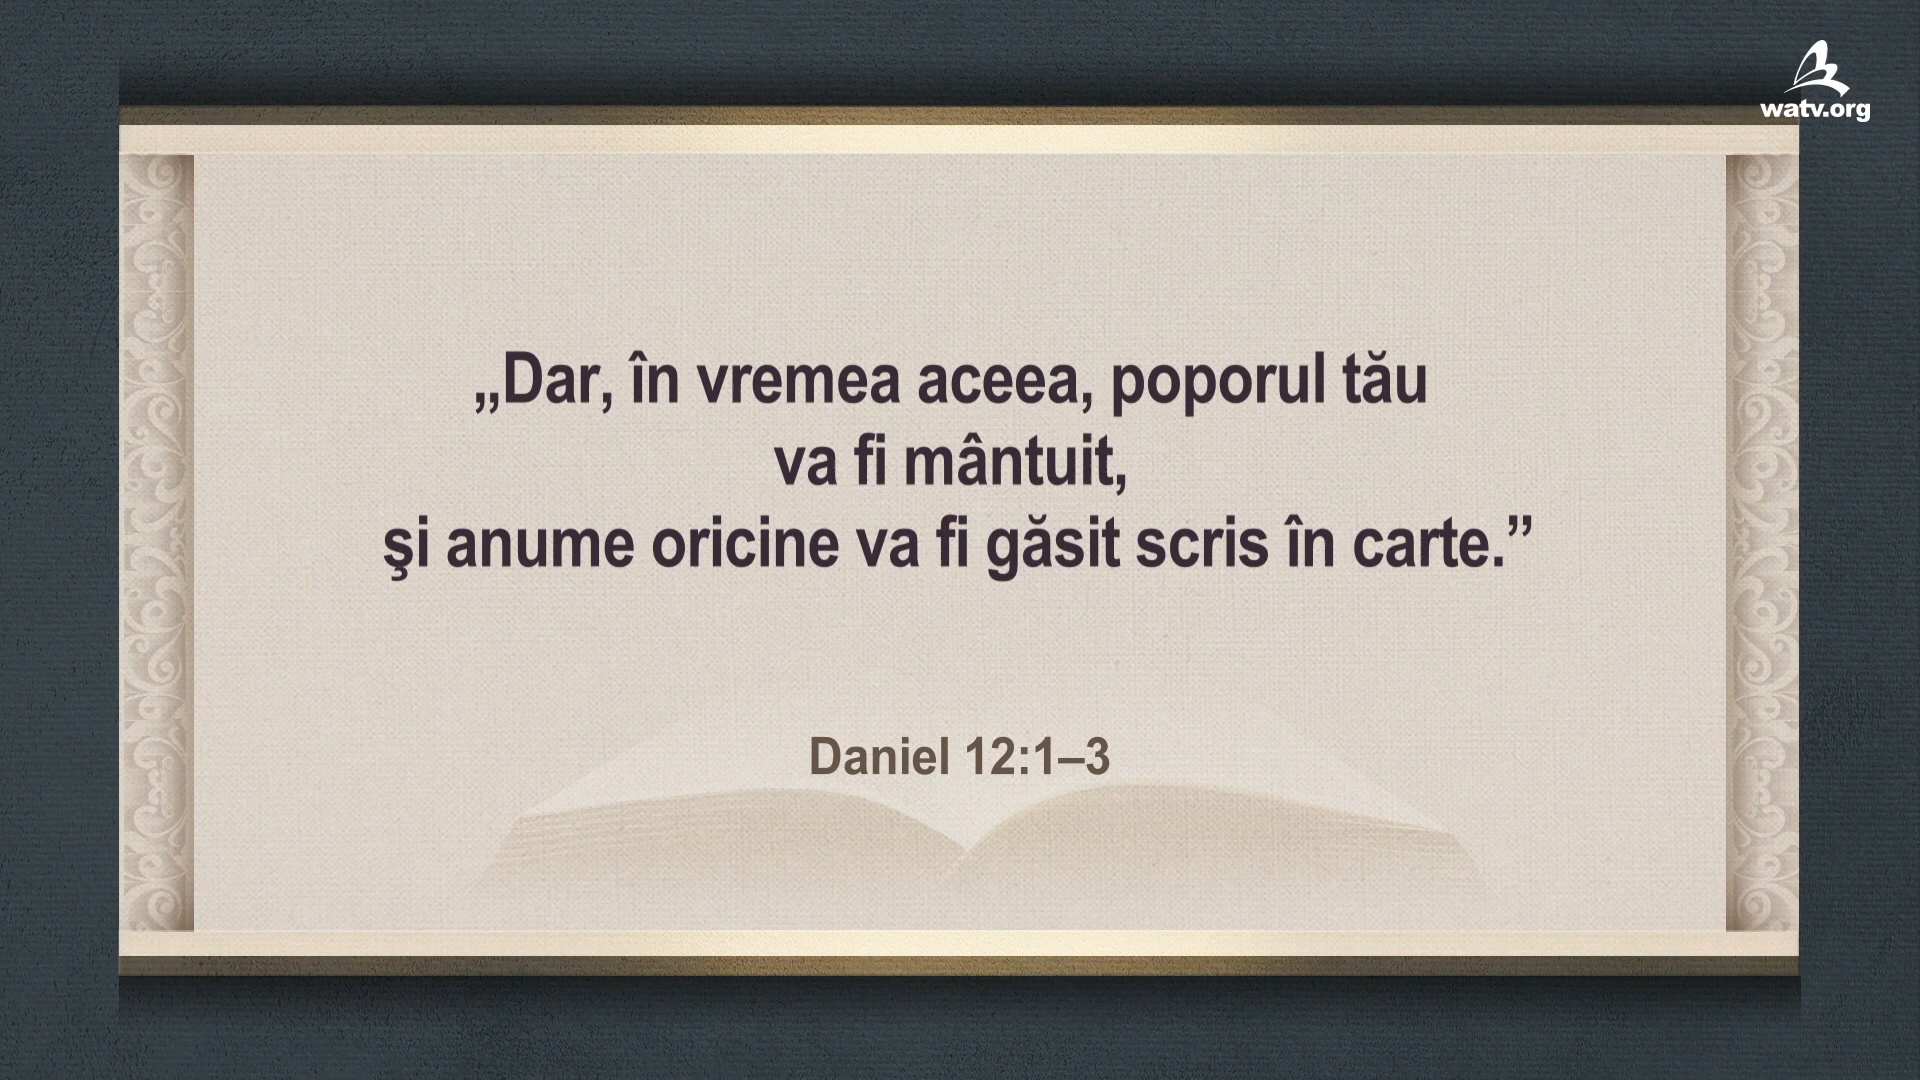 watv.org
„Dar, în vremea aceea, poporul tău
va fi mântuit,
şi anume oricine va fi găsit scris în carte.”
Daniel 12:1–3